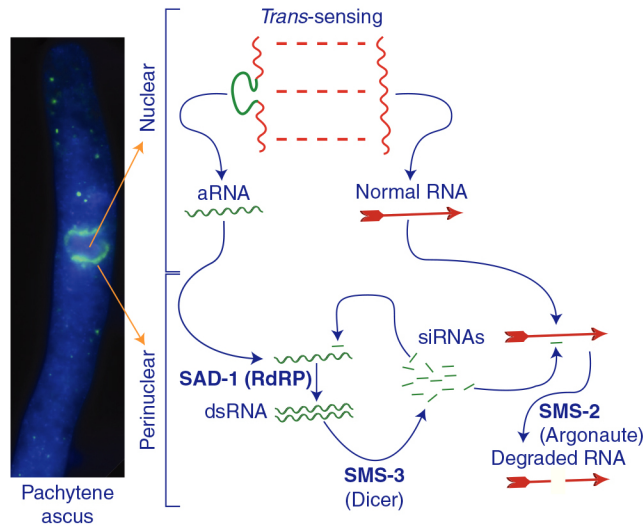 Trans-sensing
Nuclear
aRNA
Normal RNA
Perinuclear
siRNAs
SAD-1 (RdRP)
dsRNA
SMS-2
(Argonaute)
Degraded RNA
SMS-3
(Dicer)
Pachytene
ascus